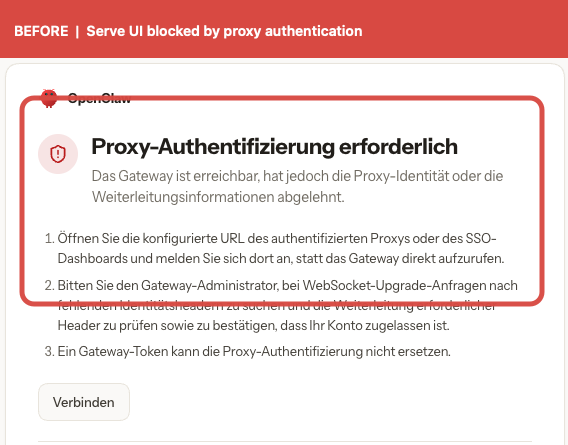 BEFORE | Serve UI blocked by proxy authentication
OpenClaw
Proxy-Authentifizierung erforderlich
Das Gateway ist erreichbar, hat jedoch die Proxy-Identität oder die
Weiterleitungsinformationen abgelehnt.
1. Öffnen Sie die konfigurierte URL des authentifizierten Proxys oder des SSO-
Dashboards und melden Sie sich dort an, statt das Gateway direkt aufzurufen.
2. Bitten Sie den Gateway-Administrator, bei WebSocket-Upgrade-Anfragen nach
fehlenden Identitätsheadern zu suchen und die Weiterleitung erforderlicher
Header zu prüfen sowie zu bestätigen, dass Ihr Konto zugelassen ist.
3. Ein Gateway-Token kann die Proxy-Authentifizierung nicht ersetzen.
Verbinden